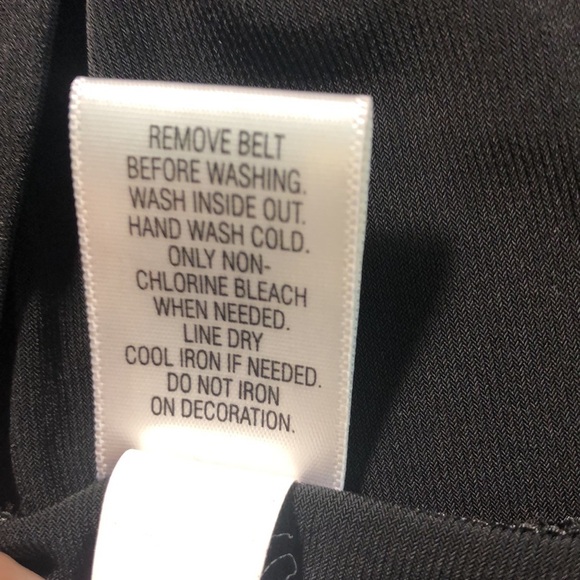 REMOVE BELT
BEFORE WASHING.
WASH INSIDE OUT.
HAND WASH COLD.
ONLY NON-
CHLORINE BLEACH
WHEN NEEDED.
LINE DRY
COOL IRON IF NEEDED.
DO NOT IRON
ON DECORATION.